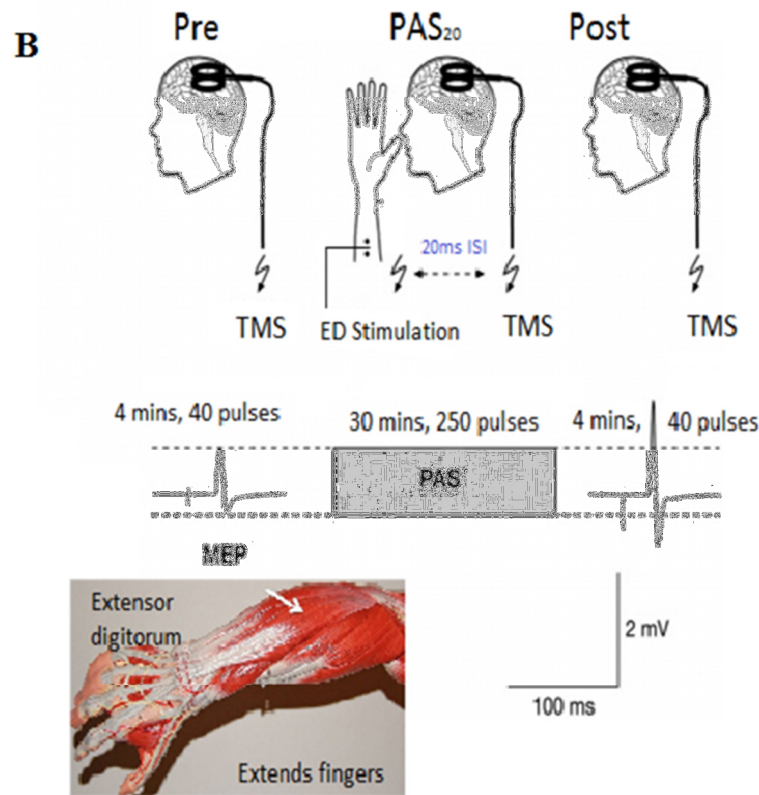 B
Pre
PAS20
Post
20ms ISI
TMS
ED Stimulation
TMS
TMS
4 mins, 40 pulses
30 mins, 250 pulses
4 mins, 40 pulses
PAS
MEP
Extensor
digitorum
Extends fingers
2 mV
100 ms